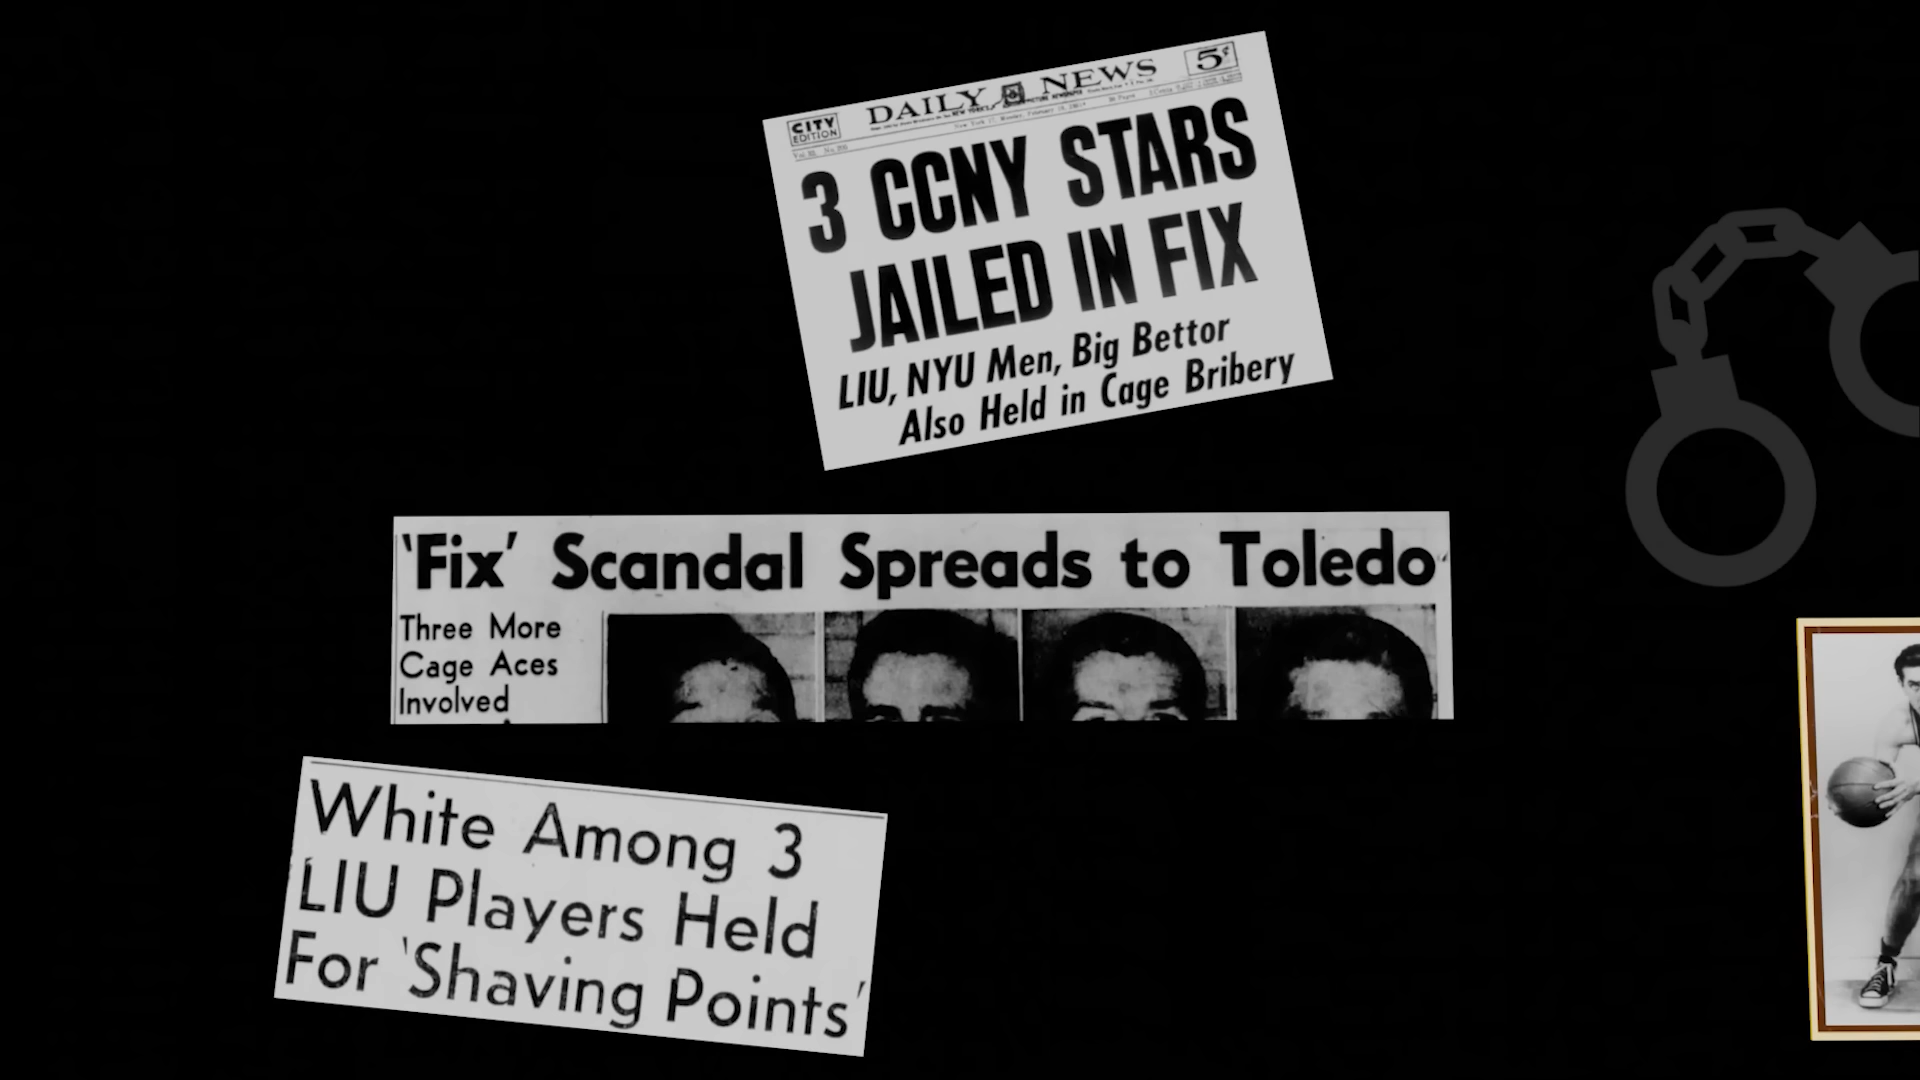 DAILY NEWS 5¢
CITY
EDITION
3 CCNY STARS
JAILED IN FIX
LIU, NYU Men, Big Bettor
Also Held in Cage Bribery
'Fix' Scandal Spreads to Toledo
Three More
Cage Aces
Involved
White Among 3
LIU Players Held
For 'Shaving Points'